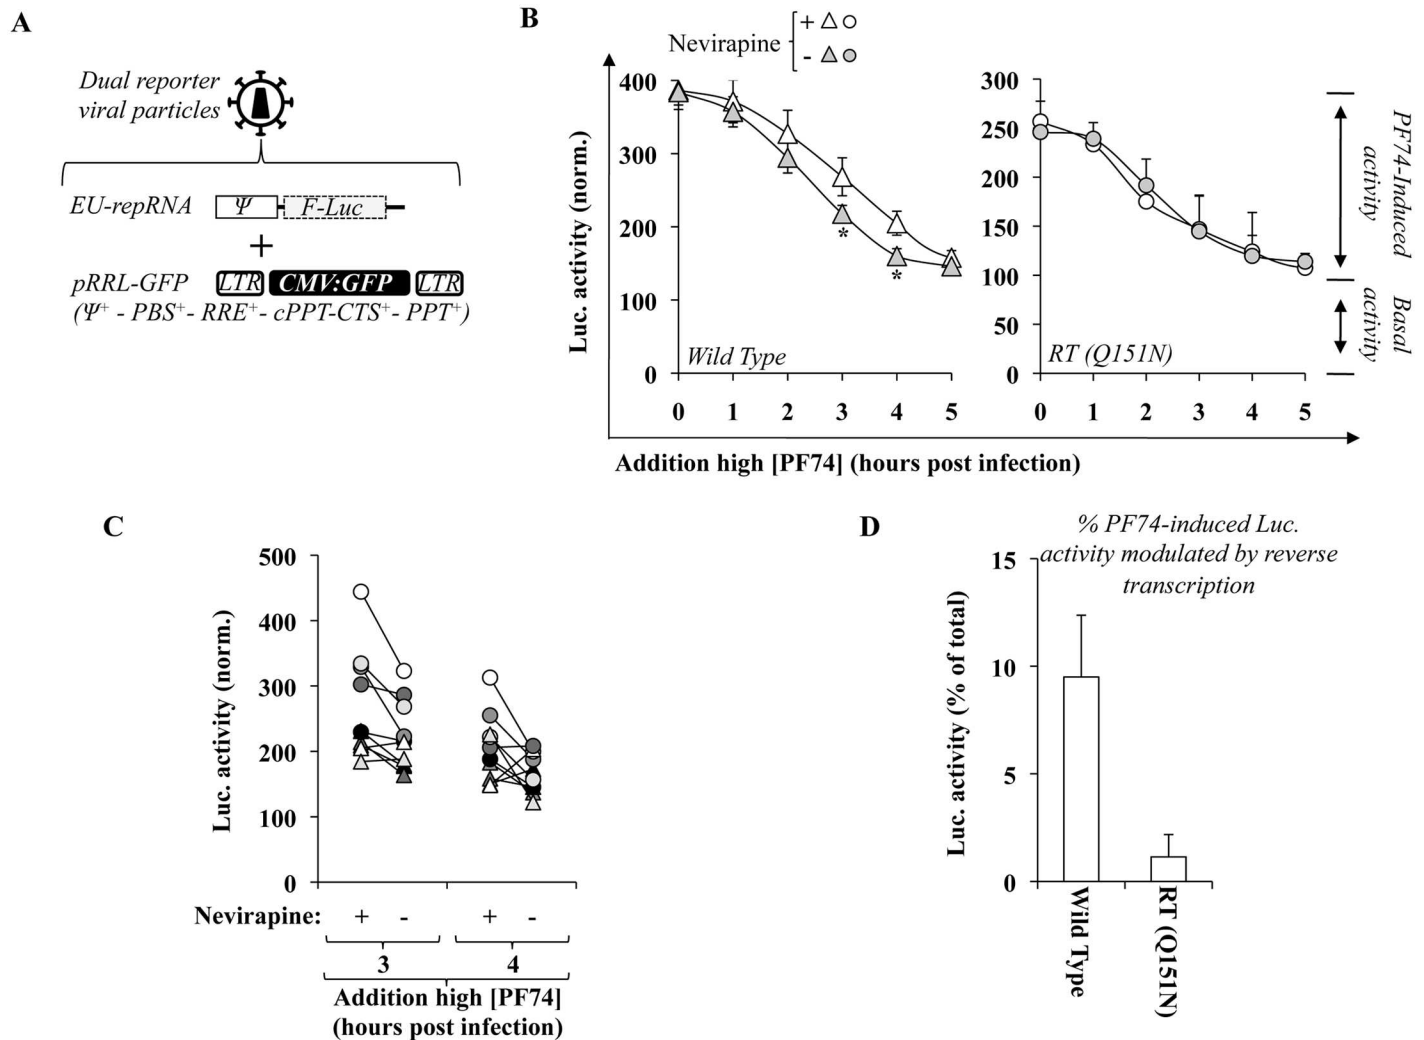 A
Dual reporter
viral particles
EU-repRNA
Ψ
F-Luc
+
pRRL-GFP
LTR
CMV:GFP
LTR
(Ψ+ - PBS+- RRE+- cPPT-CTS+- PPT+)
B
Nevirapine
+
-
Luc. activity (norm.)
400
300
200
100
0
*
*
Wild Type
0 1 2 3 4 5
300
250
200
150
100
50
0
RT (Q151N)
0 1 2 3 4 5
PF74-Induced
activity
Basal
activity
Addition high [PF74] (hours post infection)
C
Luc. activity (norm.)
500
400
300
200
100
0
Nevirapine: + - + -
3 4
Addition high [PF74]
(hours post infection)
D
% PF74-induced Luc.
activity modulated by reverse
transcription
Luc. activity (% of total)
15
10
5
0
Wild Type
RT (Q151N)